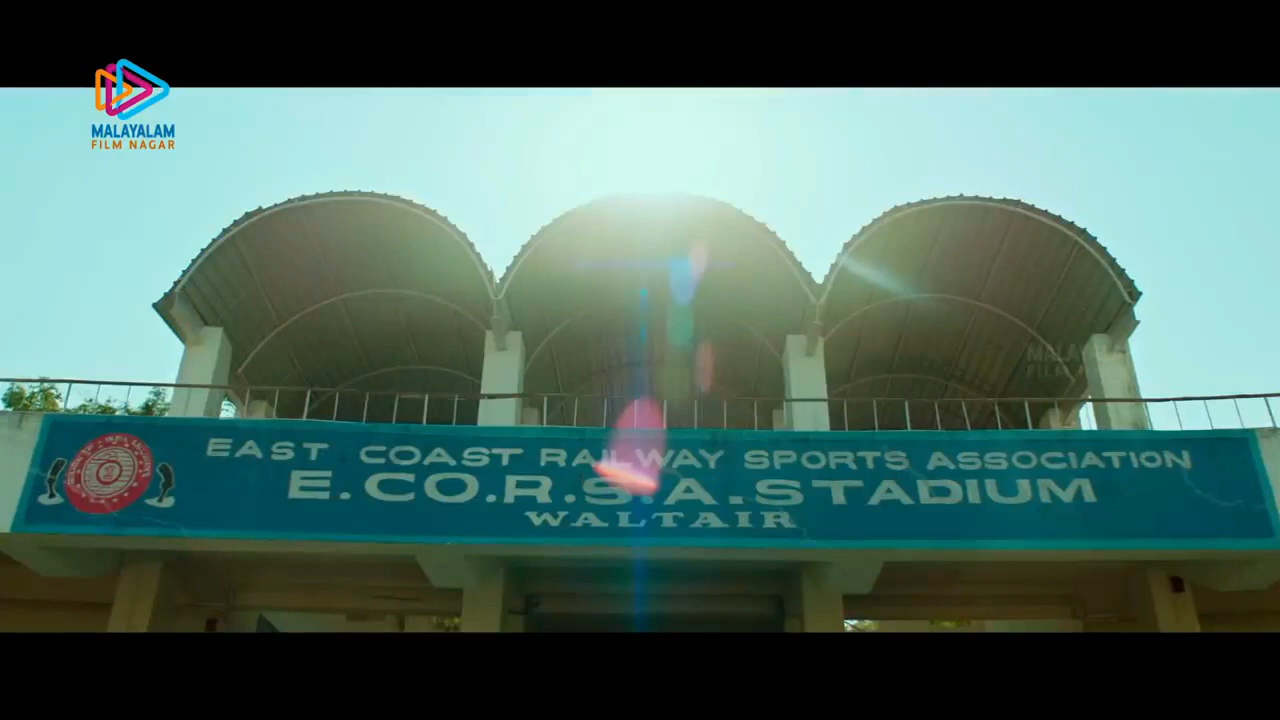 MALAYALAM
FILM NAGAR
EAST COAST RAILWAY SPORTS ASSOCIATION
E.CO.R.S.A.STADIUM
WALTAIR